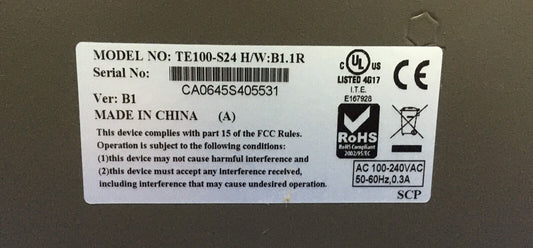 MODEL NO: TE100-S24 H/W:B1.1R
Serial No:
CA0645S405531
Ver: B1
MADE IN CHINA (A)
This device complies with part 15 of the FCC Rules.
Operation is subject to the following conditions:
(1)this device may not cause harmful interference and
(2)this device must accept any interference received,
including interference that may cause undesired operation.
C UL US
LISTED 4G17
I.T.E.
E167928
CE
RoHS
RoHS Compliant
2002/95/EC
AC 100-240VAC
50-60Hz,0.3A
SCP